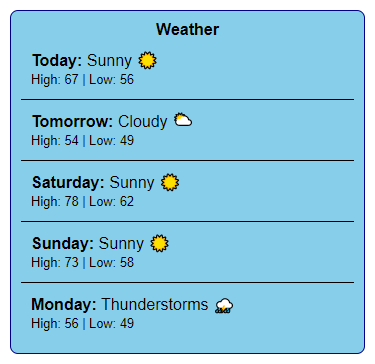 Weather
Today: Sunny
High: 67 | Low: 56
Tomorrow: Cloudy
High: 54 | Low: 49
Saturday: Sunny
High: 78 | Low: 62
Sunday: Sunny
High: 73 | Low: 58
Monday: Thunderstorms
High: 56 | Low: 49